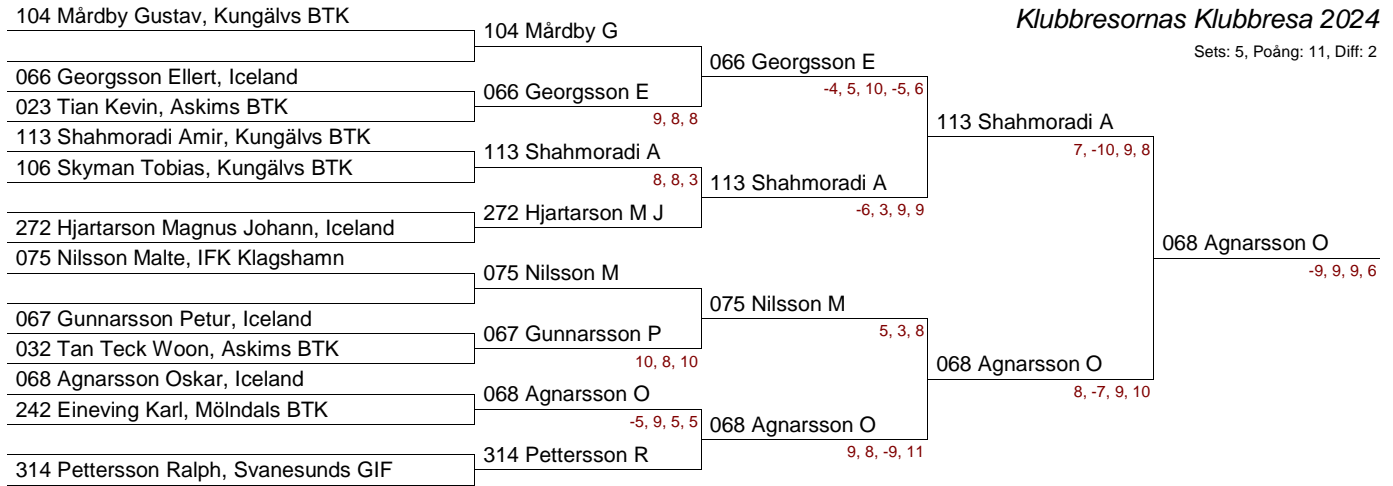 Klubbresornas Klubbresa 2024
Sets: 5, Poång: 11, Diff: 2
104 Mårdby Gustav, Kungälvs BTK
066 Georgsson Ellert, Iceland
023 Tian Kevin, Askims BTK
113 Shahmoradi Amir, Kungälvs BTK
106 Skyman Tobias, Kungälvs BTK
272 Hjartarson Magnus Johann, Iceland
075 Nilsson Malte, IFK Klagshamn
067 Gunnarsson Petur, Iceland
032 Tan Teck Woon, Askims BTK
068 Agnarsson Oskar, Iceland
242 Eineving Karl, Mölndals BTK
314 Pettersson Ralph, Svanesunds GIF
104 Mårdby G
066 Georgsson E
9, 8, 8
113 Shahmoradi A
8, 8, 3
272 Hjartarson M J
075 Nilsson M
067 Gunnarsson P
10, 8, 10
068 Agnarsson O
-5, 9, 5, 5
314 Pettersson R
066 Georgsson E
-4, 5, 10, -5, 6
113 Shahmoradi A
-6, 3, 9, 9
075 Nilsson M
5, 3, 8
068 Agnarsson O
9, 8, -9, 11
113 Shahmoradi A
7, -10, 9, 8
068 Agnarsson O
8, -7, 9, 10
068 Agnarsson O
-9, 9, 9, 6